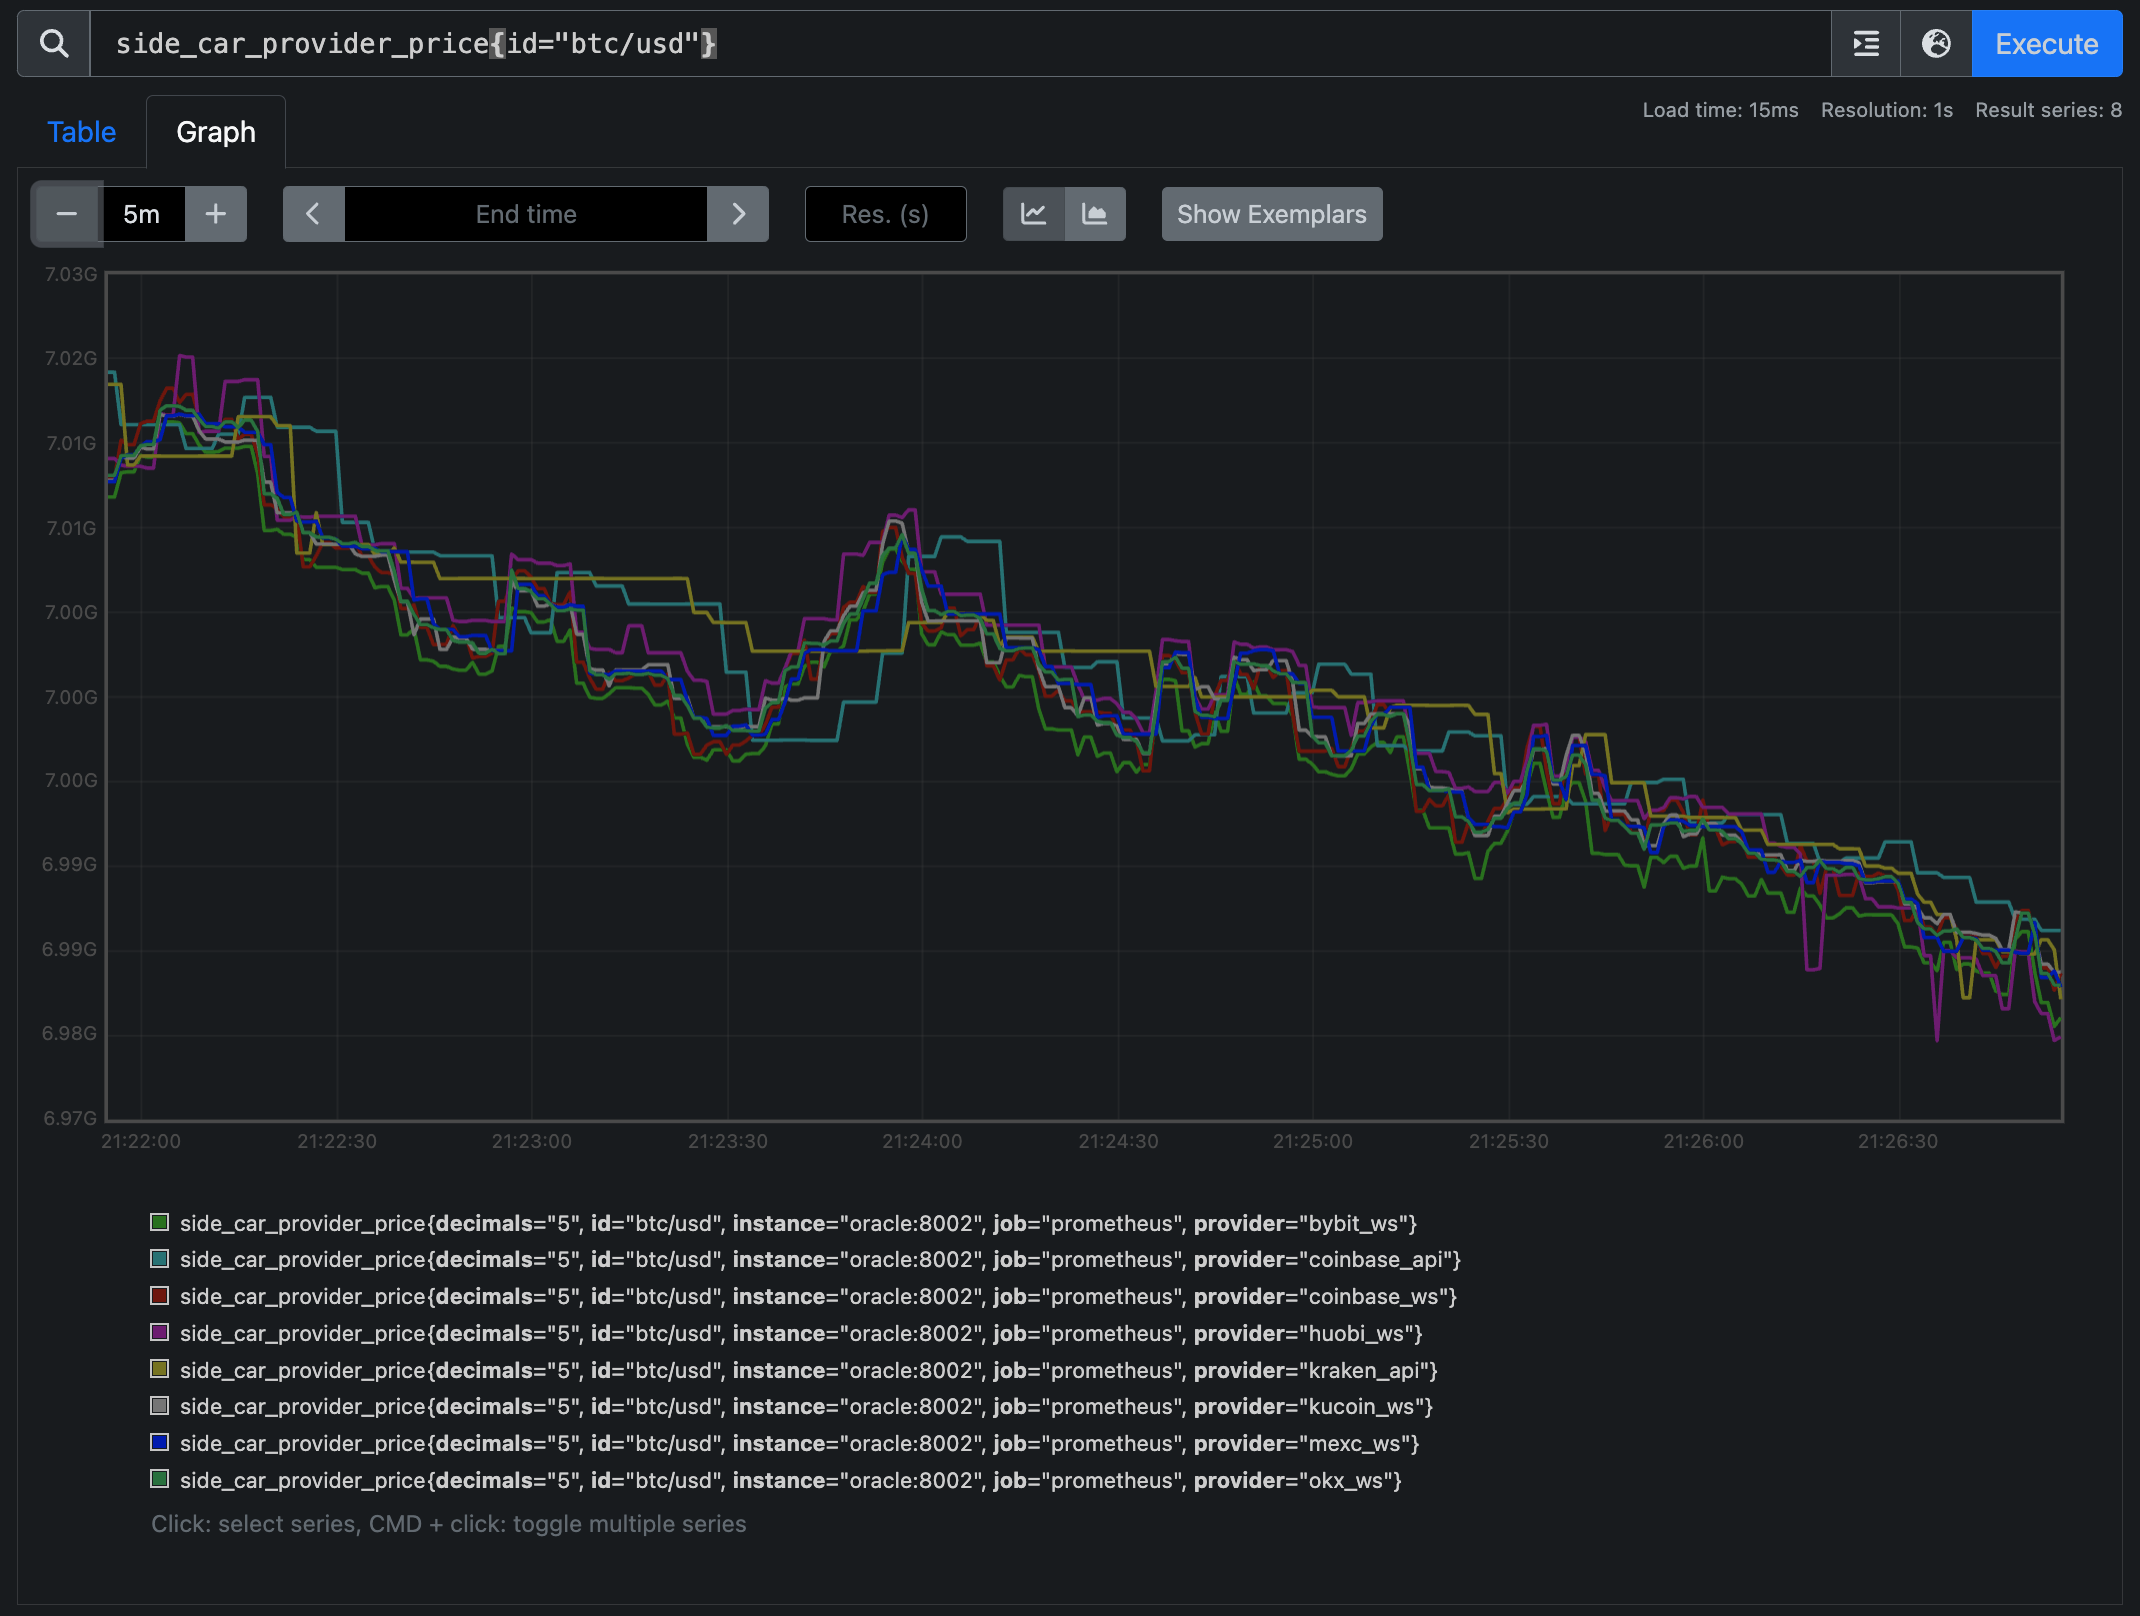 side_car_provider_price{id="btc/usd"}
Execute
Table
Graph
Load time: 15ms Resolution: 1s Result series: 8
5m
End time
Res. (s)
Show Exemplars
7.03G
7.02G
7.01G
7.01G
7.00G
7.00G
7.00G
6.99G
6.99G
6.98G
6.97G
21:22:00 21:22:30 21:23:00 21:23:30 21:24:00 21:24:30 21:25:00 21:25:30 21:26:00 21:26:30
side_car_provider_price{decimals="5", id="btc/usd", instance="oracle:8002", job="prometheus", provider="bybit_ws"}
side_car_provider_price{decimals="5", id="btc/usd", instance="oracle:8002", job="prometheus", provider="coinbase_api"}
side_car_provider_price{decimals="5", id="btc/usd", instance="oracle:8002", job="prometheus", provider="coinbase_ws"}
side_car_provider_price{decimals="5", id="btc/usd", instance="oracle:8002", job="prometheus", provider="huobi_ws"}
side_car_provider_price{decimals="5", id="btc/usd", instance="oracle:8002", job="prometheus", provider="kraken_api"}
side_car_provider_price{decimals="5", id="btc/usd", instance="oracle:8002", job="prometheus", provider="kucoin_ws"}
side_car_provider_price{decimals="5", id="btc/usd", instance="oracle:8002", job="prometheus", provider="mexc_ws"}
side_car_provider_price{decimals="5", id="btc/usd", instance="oracle:8002", job="prometheus", provider="okx_ws"}
Click: select series, CMD + click: toggle multiple series